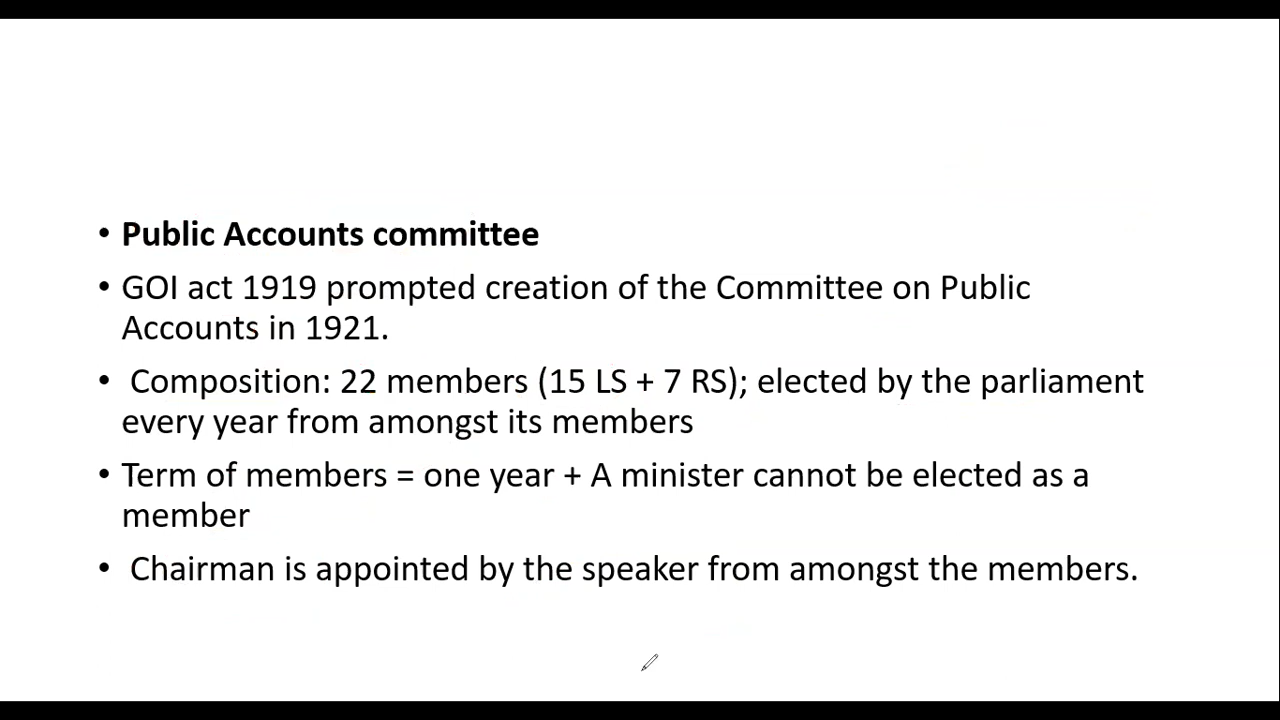 • Public Accounts committee
• GOI act 1919 prompted creation of the Committee on Public
Accounts in 1921.
• Composition: 22 members (15 LS + 7 RS); elected by the parliament
every year from amongst its members
• Term of members = one year + A minister cannot be elected as a
member
• Chairman is appointed by the speaker from amongst the members.